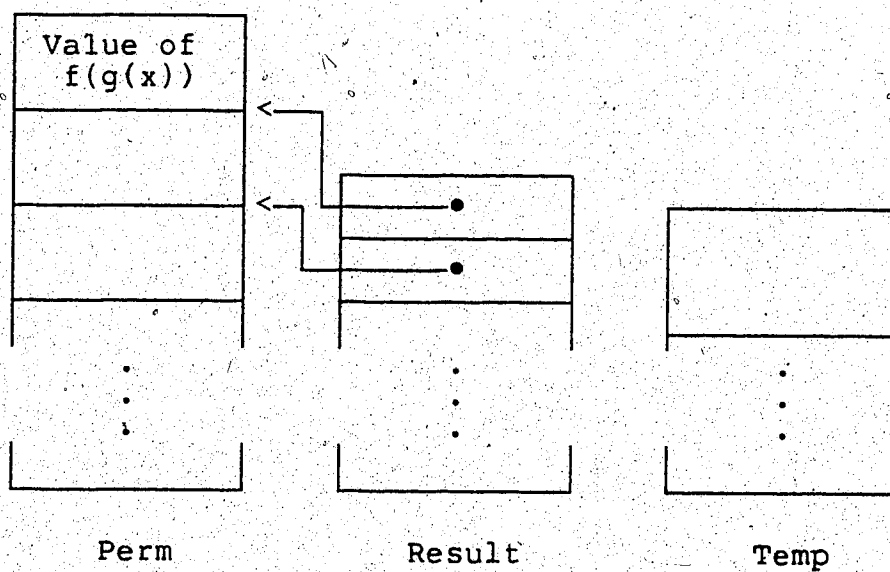 Value of
f(g(x))
Perm
Result
Temp